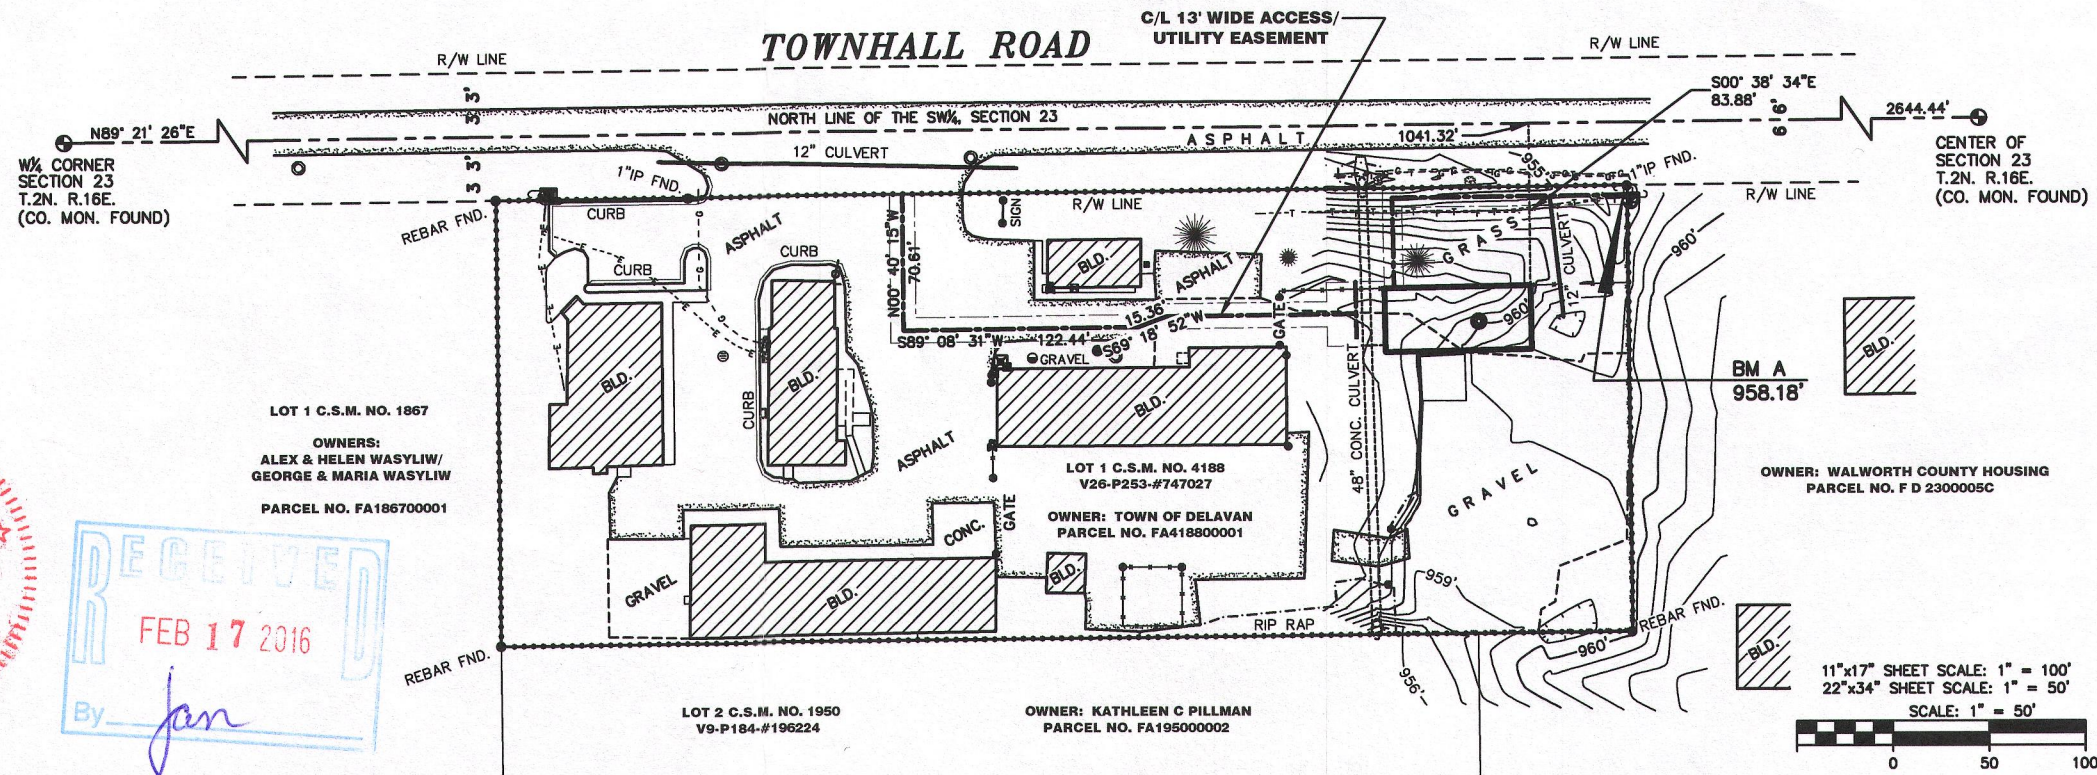 C/L 13' WIDE ACCESS/
UTILITY EASEMENT
TOWNHALL ROAD
R/W LINE
R/W LINE
S00° 38' 34"E
83.88'
33'
66'
N89° 21' 26"E
2644.44'
NORTH LINE OF THE SW¼, SECTION 23
ASPHALT
1041.32'
W¼ CORNER
SECTION 23
T.2N. R.16E.
(CO. MON. FOUND)
CENTER OF
SECTION 23
T.2N. R.16E.
(CO. MON. FOUND)
12" CULVERT
33'
1"IP FND.
955'
1"IP FND.
REBAR FND.
CURB
R/W LINE
R/W LINE
SIGN
ASPHALT
N00° 40' 15"W
70.61'
CURB
CURB
BLD.
ASPHALT
GRASS
12" CULVERT
960'
960'
15.36'
S69° 18' 52"W
S89° 08' 31"W
122.44'
GATE
GRAVEL
BLD.
BLD.
BLD.
BLD.
BM A
958.18'
CURB
48" CONC. CULVERT
LOT 1 C.S.M. NO. 1867
OWNERS:
ALEX & HELEN WASYLIW/
GEORGE & MARIA WASYLIW
PARCEL NO. FA186700001
ASPHALT
LOT 1 C.S.M. NO. 4188
V26-P253-#747027
OWNER: TOWN OF DELAVAN
PARCEL NO. FA418800001
GRAVEL
OWNER: WALWORTH COUNTY HOUSING
PARCEL NO. F D 2300005C
GATE
CONC.
GRAVEL
BLD.
BLD.
959'
RIP RAP
REBAR FND.
REBAR FND.
960'
956'
BLD.
RECEIVED
FEB 17 2016
By Jan
LOT 2 C.S.M. NO. 1950
V9-P184-#196224
OWNER: KATHLEEN C PILLMAN
PARCEL NO. FA195000002
11"x17" SHEET SCALE: 1" = 100'
22"x34" SHEET SCALE: 1" = 50'
SCALE: 1" = 50'
0 50 100